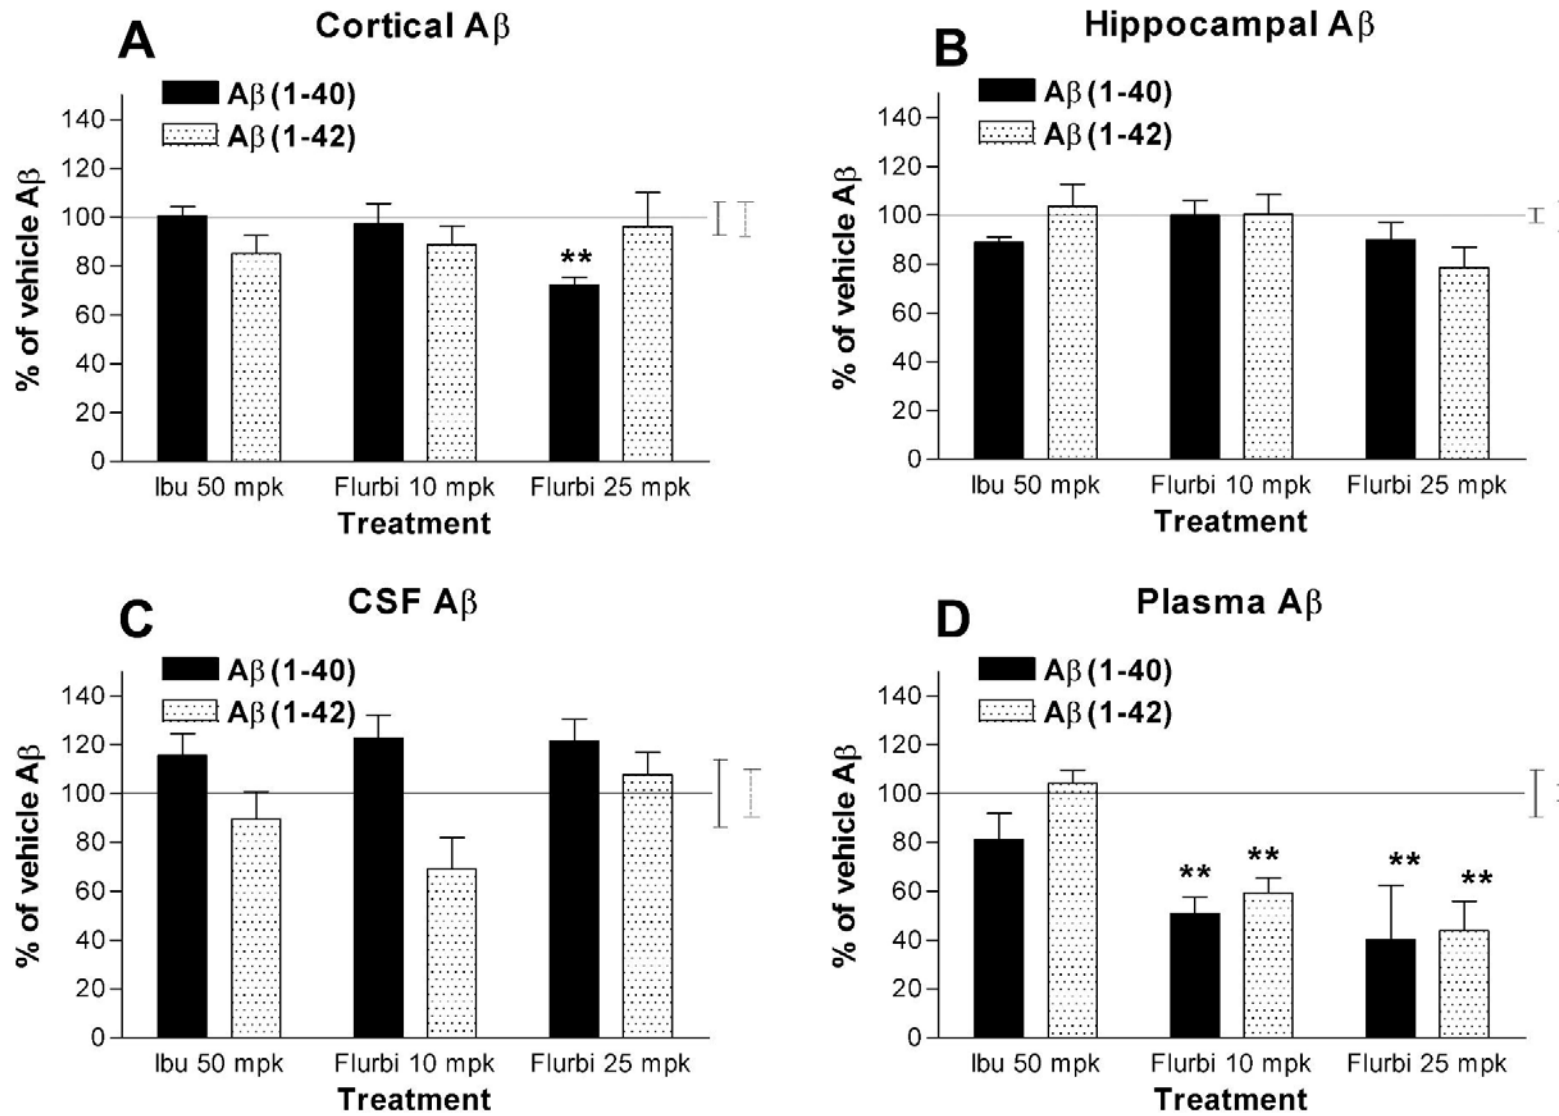 A
Cortical Aβ
Aβ (1-40)
Aβ (1-42)
% of vehicle Aβ
140
120
100
80
60
40
20
0
**
Ibu 50 mpk Flurbi 10 mpk Flurbi 25 mpk
Treatment
B
Hippocampal Aβ
Aβ (1-40)
Aβ (1-42)
% of vehicle Aβ
140
120
100
80
60
40
20
0
Ibu 50 mpk Flurbi 10 mpk Flurbi 25 mpk
Treatment
C
CSF Aβ
Aβ (1-40)
Aβ (1-42)
% of vehicle Aβ
140
120
100
80
60
40
20
0
Ibu 50 mpk Flurbi 10 mpk Flurbi 25 mpk
Treatment
D
Plasma Aβ
Aβ (1-40)
Aβ (1-42)
% of vehicle Aβ
140
120
100
80
60
40
20
0
** ** ** **
Ibu 50 mpk Flurbi 10 mpk Flurbi 25 mpk
Treatment